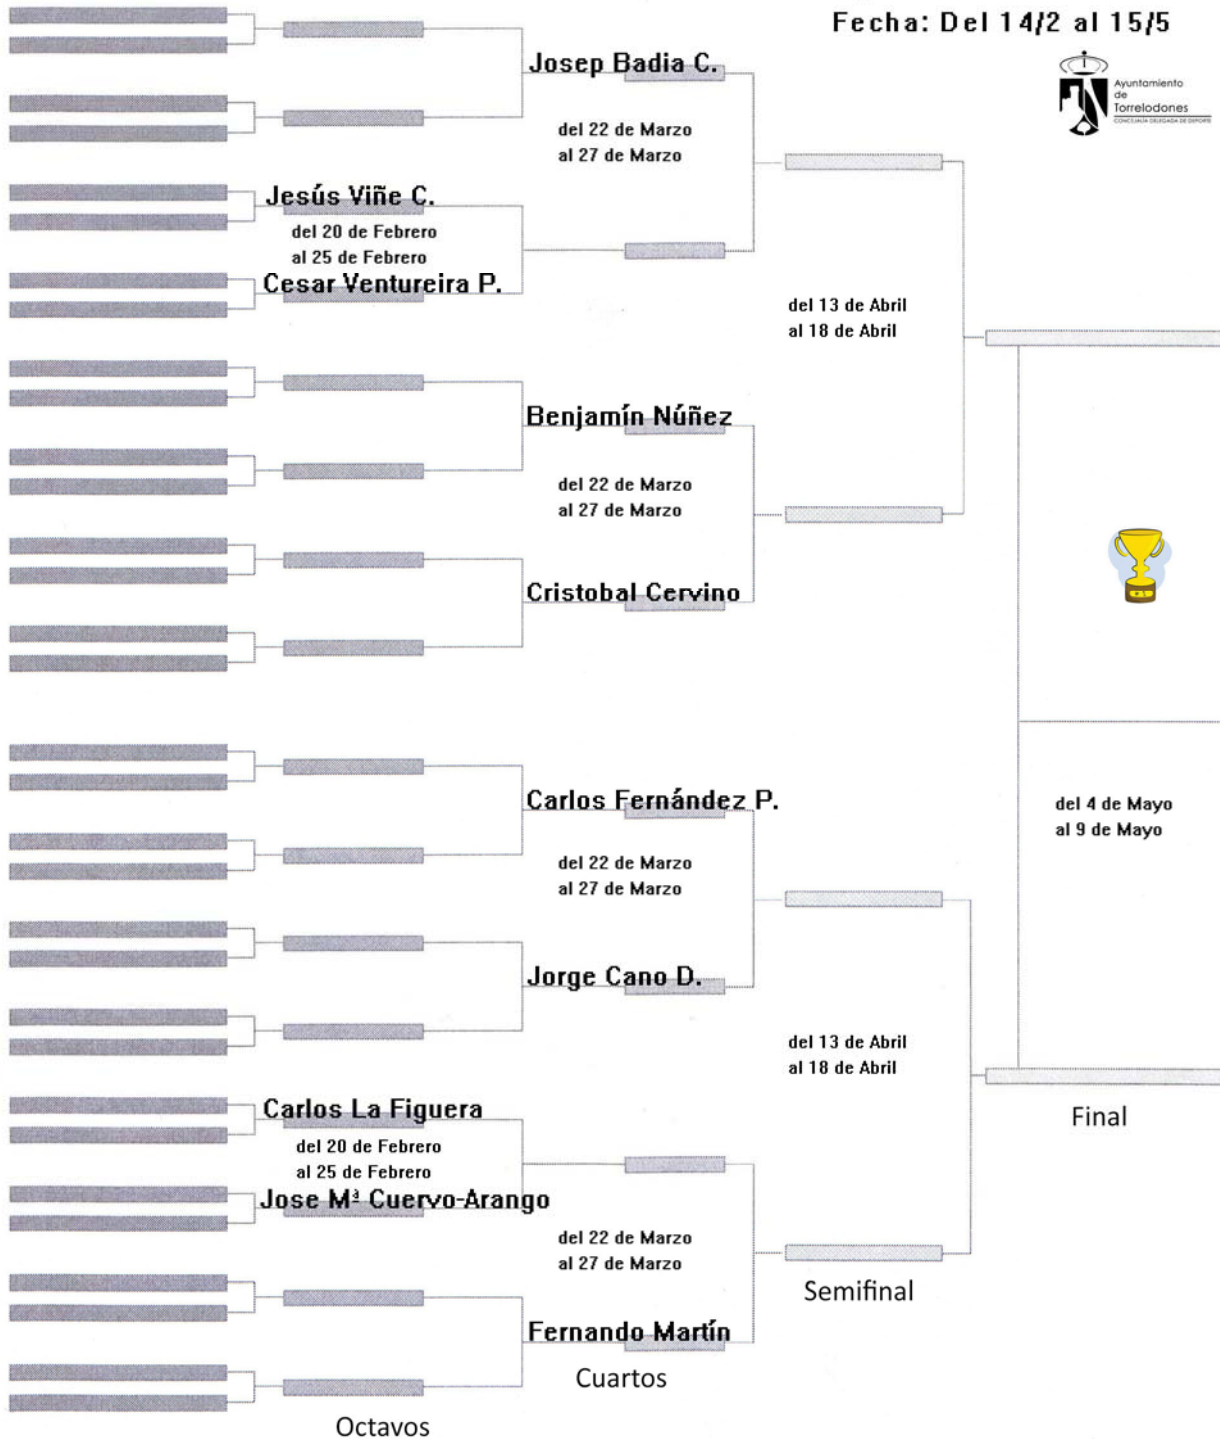 Fecha: Del 14/2 al 15/5
Ayuntamiento
de
Torrelodones
CONCEJALÍA DELEGADA DE DEPORTE
Josep Badia C.
del 22 de Marzo
al 27 de Marzo
Jesús Viñe C.
del 20 de Febrero
al 25 de Febrero
Cesar Ventureira P.
del 13 de Abril
al 18 de Abril
Benjamín Núñez
del 22 de Marzo
al 27 de Marzo
Cristobal Cervino
Carlos Fernández P.
del 22 de Marzo
al 27 de Marzo
Jorge Cano D.
del 4 de Mayo
al 9 de Mayo
del 13 de Abril
al 18 de Abril
Carlos La Figuera
del 20 de Febrero
al 25 de Febrero
Jose Mª Cuervo-Arango
del 22 de Marzo
al 27 de Marzo
Fernando Martín
Final
Semifinal
Cuartos
Octavos